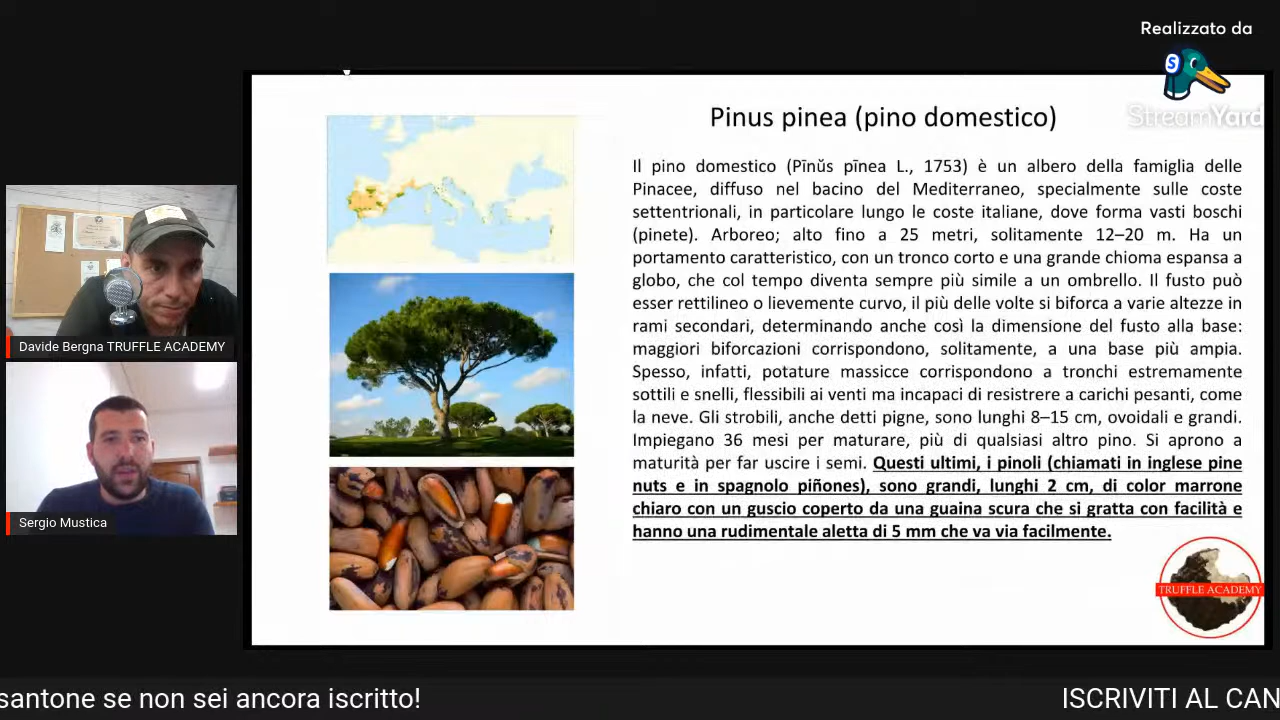 Realizzato da
StreamYard
Pinus pinea (pino domestico)
Il pino domestico (Pīnŭs pīnea L., 1753) è un albero della famiglia delle
Pinacee, diffuso nel bacino del Mediterraneo, specialmente sulle coste
settentrionali, in particolare lungo le coste italiane, dove forma vasti boschi
(pinete). Arboreo; alto fino a 25 metri, solitamente 12–20 m. Ha un
portamento caratteristico, con un tronco corto e una grande chioma espansa a
globo, che col tempo diventa sempre più simile a un ombrello. Il fusto può
esser rettilineo o lievemente curvo, il più delle volte si biforca a varie altezze in
rami secondari, determinando anche così la dimensione del fusto alla base:
maggiori biforcazioni corrispondono, solitamente, a una base più ampia.
Spesso, infatti, potature massicce corrispondono a tronchi estremamente
sottili e snelli, flessibili ai venti ma incapaci di resistrere a carichi pesanti, come
la neve. Gli strobili, anche detti pigne, sono lunghi 8–15 cm, ovoidali e grandi.
Impiegano 36 mesi per maturare, più di qualsiasi altro pino. Si aprono a
maturità per far uscire i semi. Questi ultimi, i pinoli (chiamati in inglese pine
nuts e in spagnolo piñones), sono grandi, lunghi 2 cm, di color marrone
chiaro con un guscio coperto da una guaina scura che si gratta con facilità e
hanno una rudimentale aletta di 5 mm che va via facilmente.
TRUFFLE ACADEMY
Davide Bergna TRUFFLE ACADEMY
Sergio Mustica
santone se non sei ancora iscritto!
ISCRIVITI AL CAN